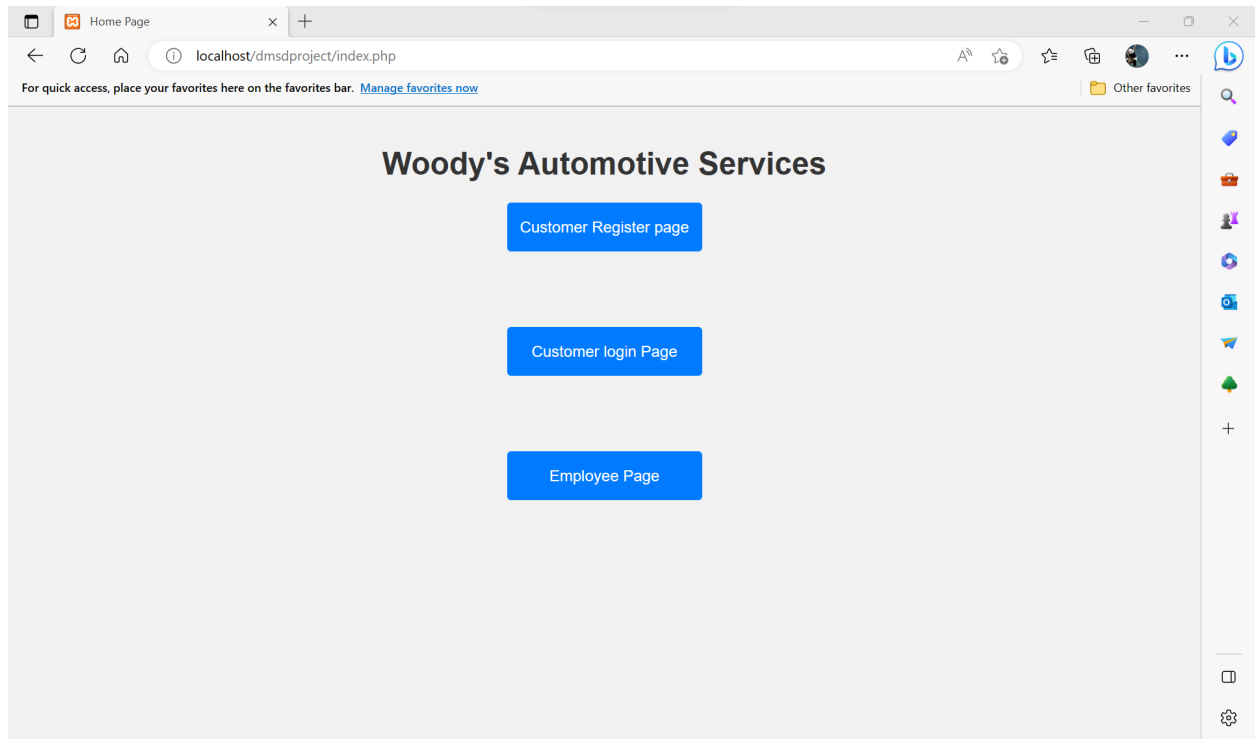 Home Page
localhost/dmsdproject/index.php
For quick access, place your favorites here on the favorites bar. Manage favorites now
Other favorites
Woody's Automotive Services
Customer Register page
Customer login Page
Employee Page